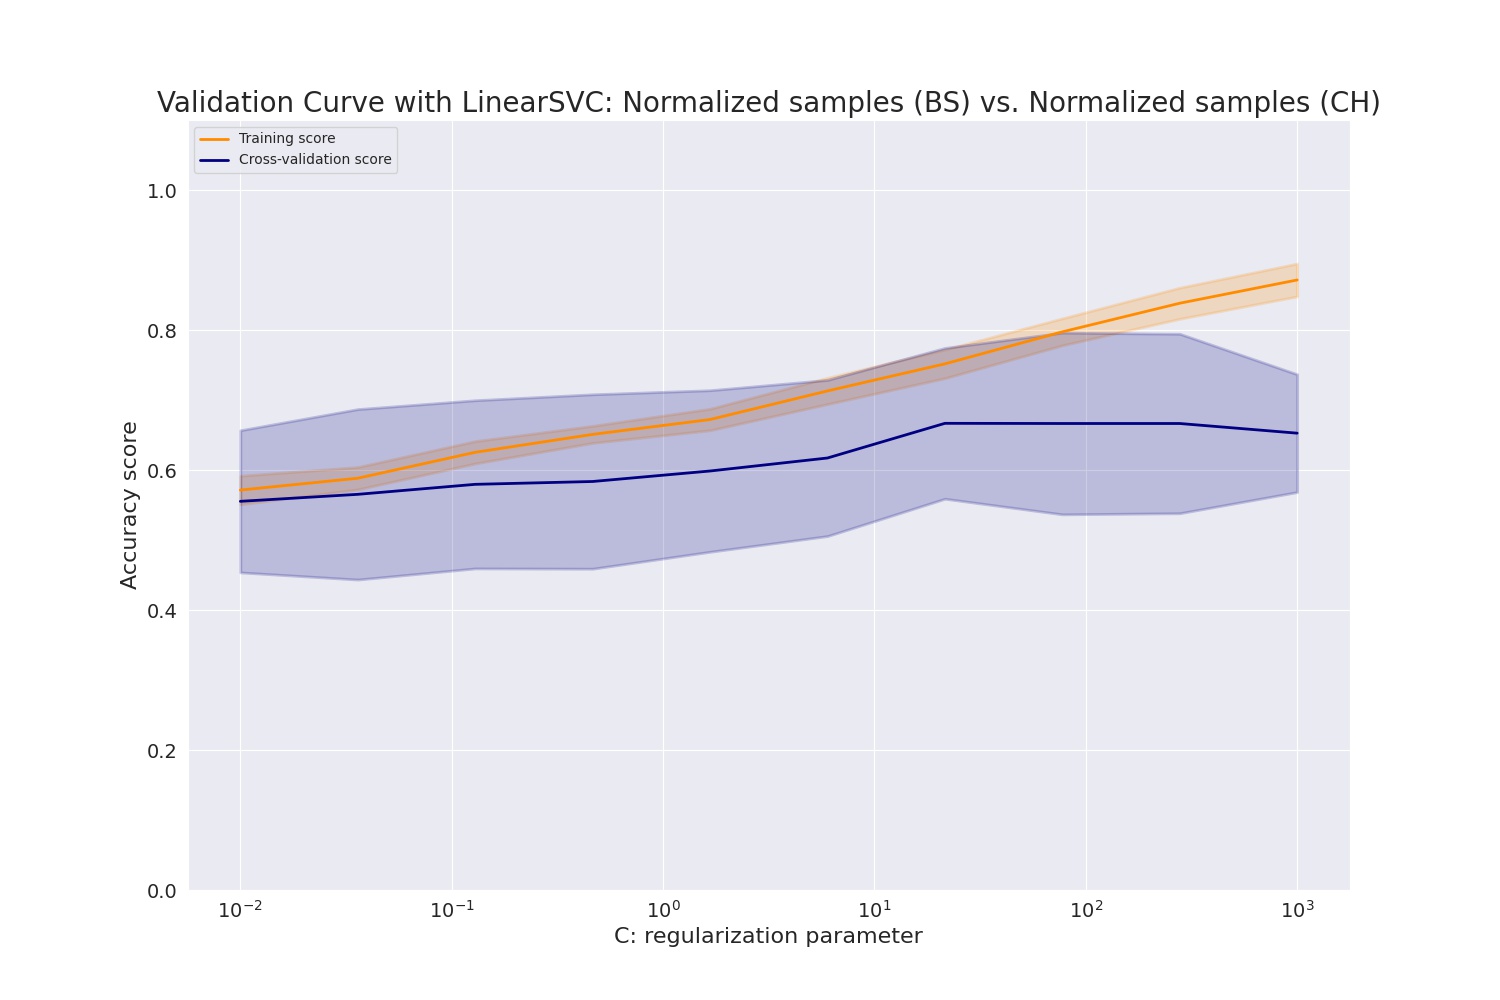 Validation Curve with LinearSVC: Normalized samples (BS) vs. Normalized samples (CH)
Training score
Cross-validation score
1.0
0.8
0.6
0.4
0.2
0.0
Accuracy score
10⁻² 10⁻¹ 10⁰ 10¹ 10² 10³
C: regularization parameter